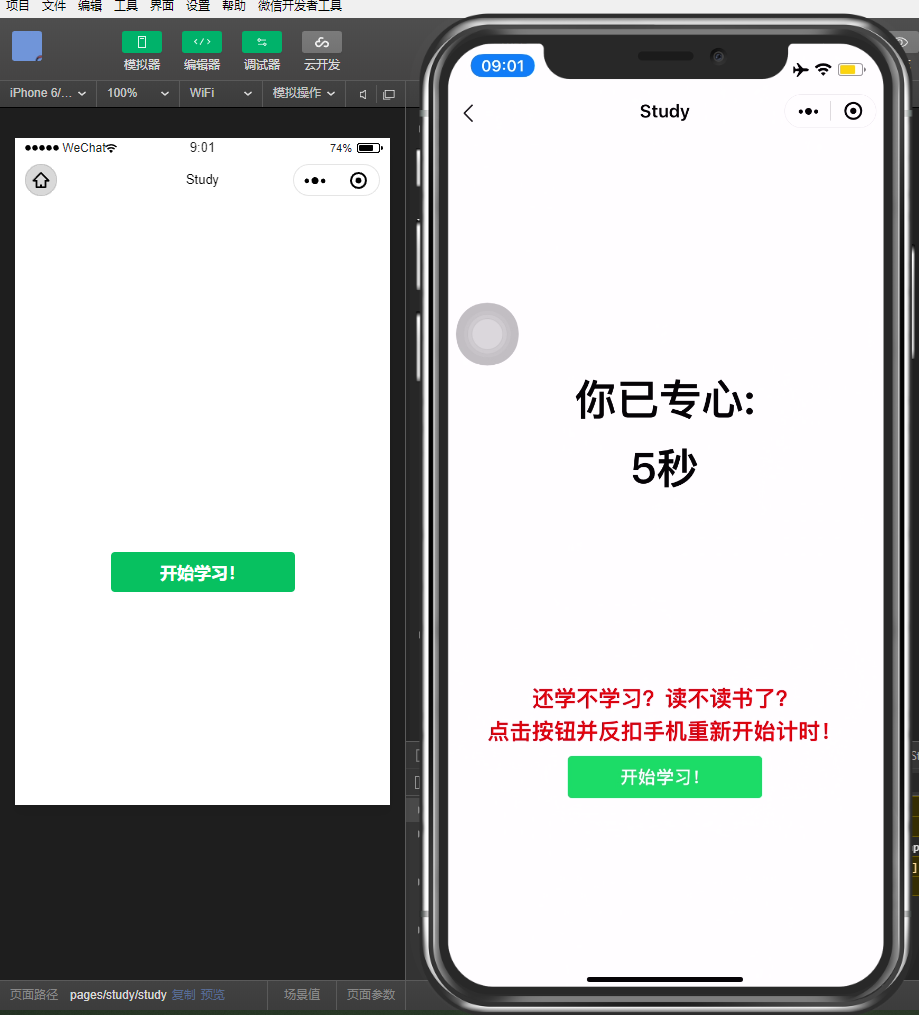 项目 文件 编辑 工具 界面 设置 帮助 微信开发者工具
模拟器 编辑器 调试器 云开发
iPhone 6/... 100% WiFi 模拟操作
WeChat 9:01 74%
Study
开始学习！
09:01
Study
你已专心:
5秒
还学不学习？读不读书了？
点击按钮并反扣手机重新开始计时！
开始学习！
页面路径 pages/study/study 复制 预览 场景值 页面参数